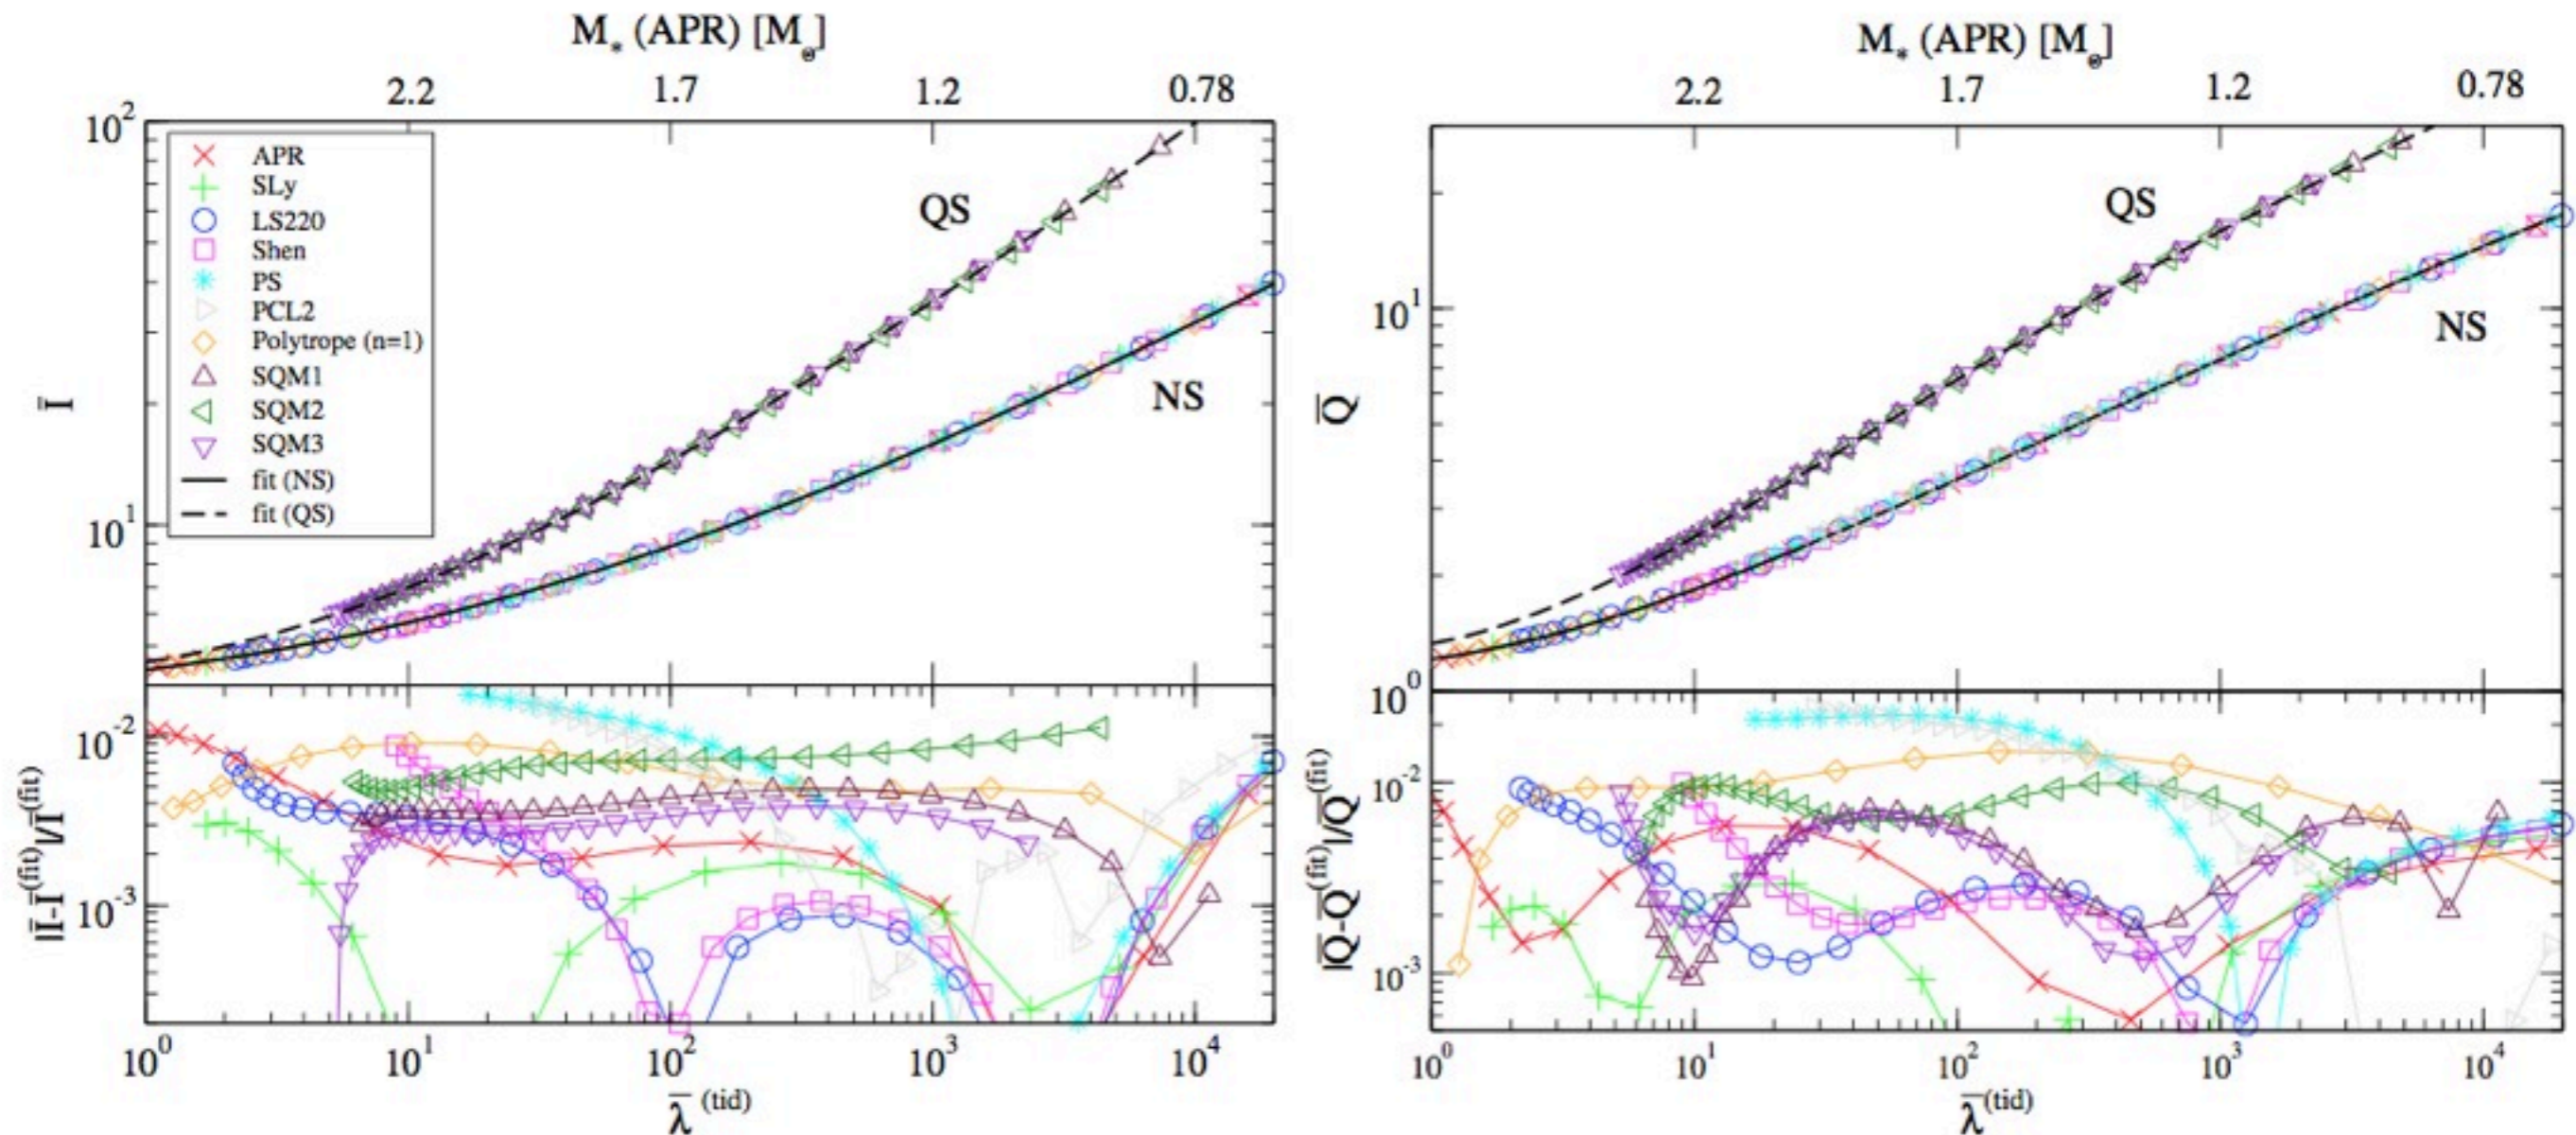 M* (APR) [M⊙]
2.2 1.7 1.2 0.78
10²
APR
SLy
LS220
Shen
PS
PCL2
Polytrope (n=1)
SQM1
SQM2
SQM3
fit (NS)
fit (QS)
QS
NS
Ī
10¹
10⁻²
10⁻³
|Ī-Ī^(fit)|/Ī^(fit)
10⁰ 10¹ 10² 10³ 10⁴
λ̄^(tid)
M* (APR) [M⊙]
2.2 1.7 1.2 0.78
QS
NS
Q̄
10¹
10⁰
10⁰
10⁻²
10⁻³
|Q̄-Q̄^(fit)|/Q̄^(fit)
10⁰ 10¹ 10² 10³ 10⁴
λ̄^(tid)